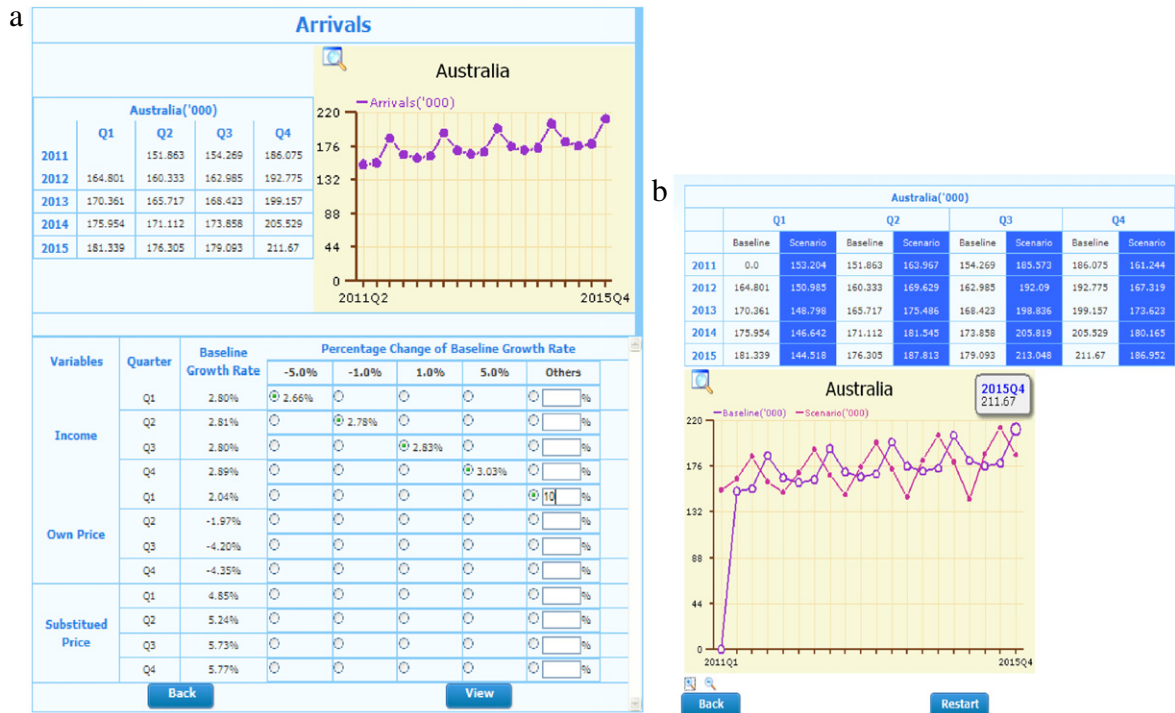 a
Arrivals
Australia('000)
Q1 Q2 Q3 Q4
2011 151.863 154.269 186.075
2012 164.801 160.333 162.985 192.775
2013 170.361 165.717 168.423 199.157
2014 175.954 171.112 173.858 205.529
2015 181.339 176.305 179.093 211.67
Australia
Arrivals('000)
220
176
132
88
44
0
2011Q2 2015Q4
Variables Quarter Baseline Growth Rate Percentage Change of Baseline Growth Rate
-5.0% -1.0% 1.0% 5.0% Others
Income
Q1 2.80% 2.66% %
Q2 2.81% 2.78% %
Q3 2.80% 2.83% %
Q4 2.89% 3.03% %
Own Price
Q1 2.04% 10 %
Q2 -1.97% %
Q3 -4.20% %
Q4 -4.35% %
Substitued Price
Q1 4.85% %
Q2 5.24% %
Q3 5.73% %
Q4 5.77% %
Back View
b
Australia('000)
Q1 Q2 Q3 Q4
Baseline Scenario Baseline Scenario Baseline Scenario Baseline Scenario
2011 0.0 153.204 151.863 163.967 154.269 185.573 186.075 161.244
2012 164.801 150.985 160.333 169.629 162.985 192.09 192.775 167.319
2013 170.361 148.798 165.717 175.486 168.423 198.836 199.157 173.623
2014 175.954 146.642 171.112 181.545 173.858 205.819 205.529 180.165
2015 181.339 144.518 176.305 187.813 179.093 213.048 211.67 186.952
Australia
2015Q4
211.67
Baseline('000) Scenario('000)
220
176
132
88
44
0
2011Q1 2015Q4
Back Restart